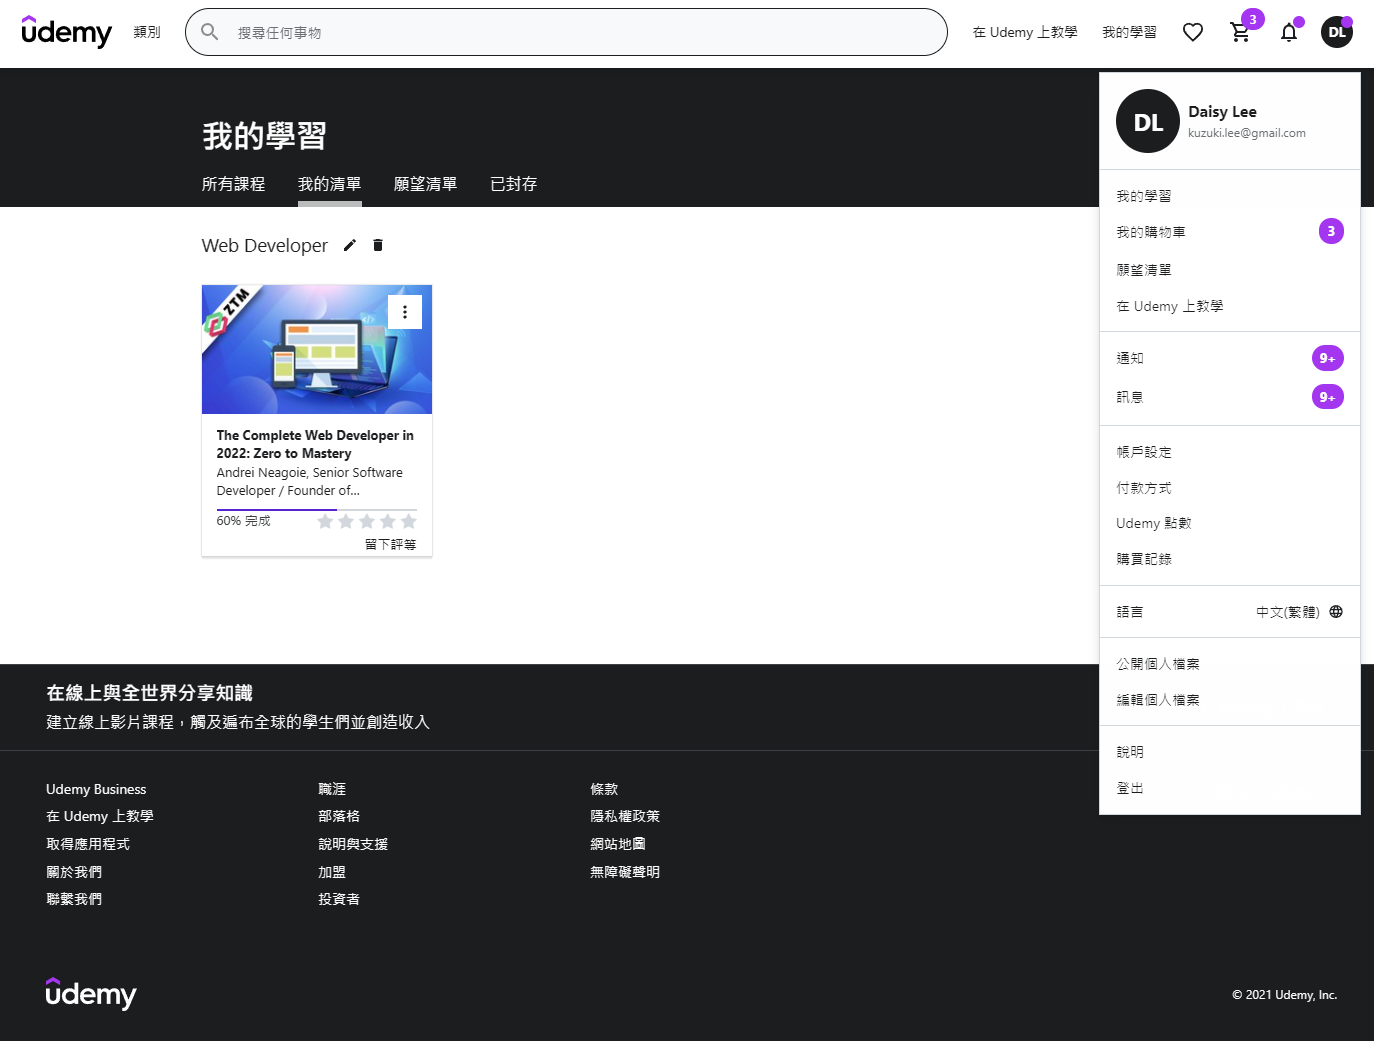 udemy
類別
搜尋任何事物
在 Udemy 上教學
我的學習
3
DL
我的學習
所有課程
我的清單
願望清單
已封存
Web Developer
ZTM
The Complete Web Developer in
2022: Zero to Mastery
Andrei Neagoie, Senior Software
Developer / Founder of...
60% 完成
留下評等
DL
Daisy Lee
kuzuki.lee@gmail.com
我的學習
我的購物車 3
願望清單
在 Udemy 上教學
通知 9+
訊息 9+
帳戶設定
付款方式
Udemy 點數
購買記錄
語言 中文(繁體)
公開個人檔案
編輯個人檔案
說明
登出
在線上與全世界分享知識
建立線上影片課程，觸及遍布全球的學生們並創造收入
Udemy Business
在 Udemy 上教學
取得應用程式
關於我們
聯繫我們
職涯
部落格
說明與支援
加盟
投資者
條款
隱私權政策
網站地圖
無障礙聲明
udemy
© 2021 Udemy, Inc.